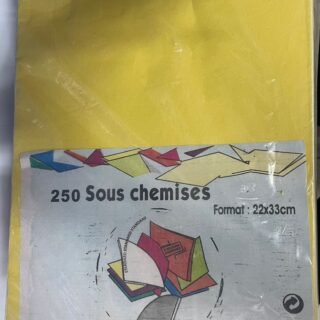 250 Sous chemises
Format : 22x33cm